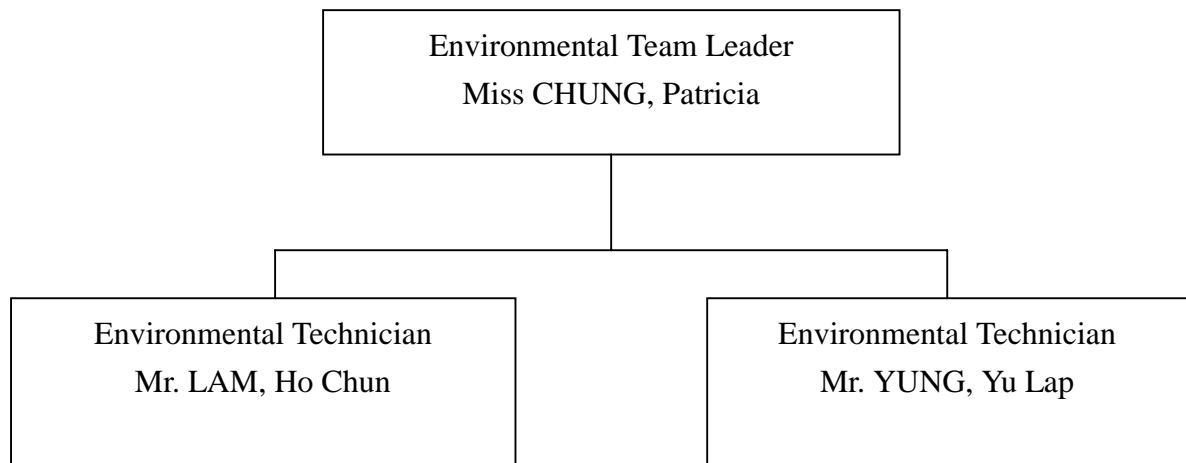 Environmental Team Leader
Miss CHUNG, Patricia
Environmental Technician
Mr. LAM, Ho Chun
Environmental Technician
Mr. YUNG, Yu Lap